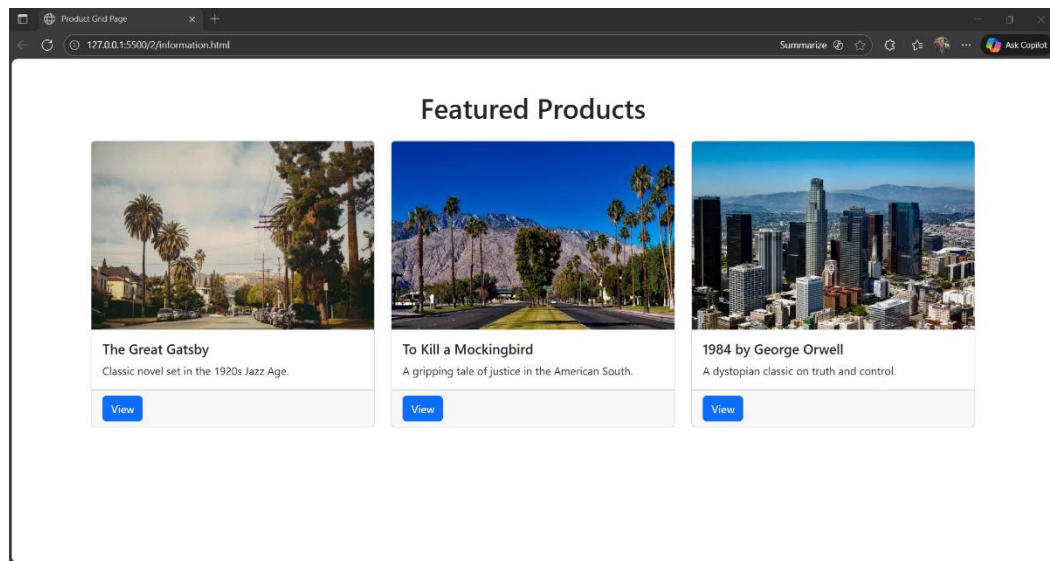 Product Grid Page
127.0.0.1:5500/2/information.html
Summarize
Ask Copilot
Featured Products
The Great Gatsby
Classic novel set in the 1920s Jazz Age.
View
To Kill a Mockingbird
A gripping tale of justice in the American South.
View
1984 by George Orwell
A dystopian classic on truth and control.
View